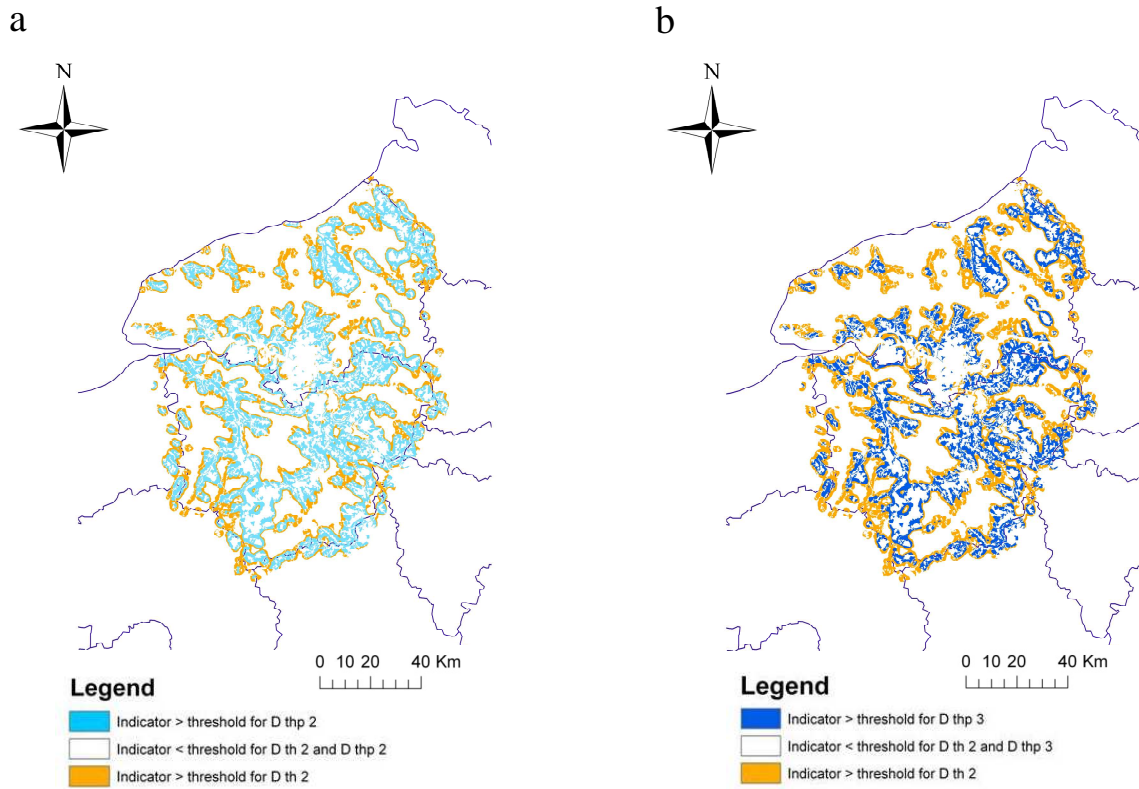 a
N
0 10 20 40 Km
Legend
Indicator > threshold for D thp 2
Indicator < threshold for D th 2 and D thp 2
Indicator > threshold for D th 2
b
N
0 10 20 40 Km
Legend
Indicator > threshold for D thp 3
Indicator < threshold for D th 2 and D thp 3
Indicator > threshold for D th 2